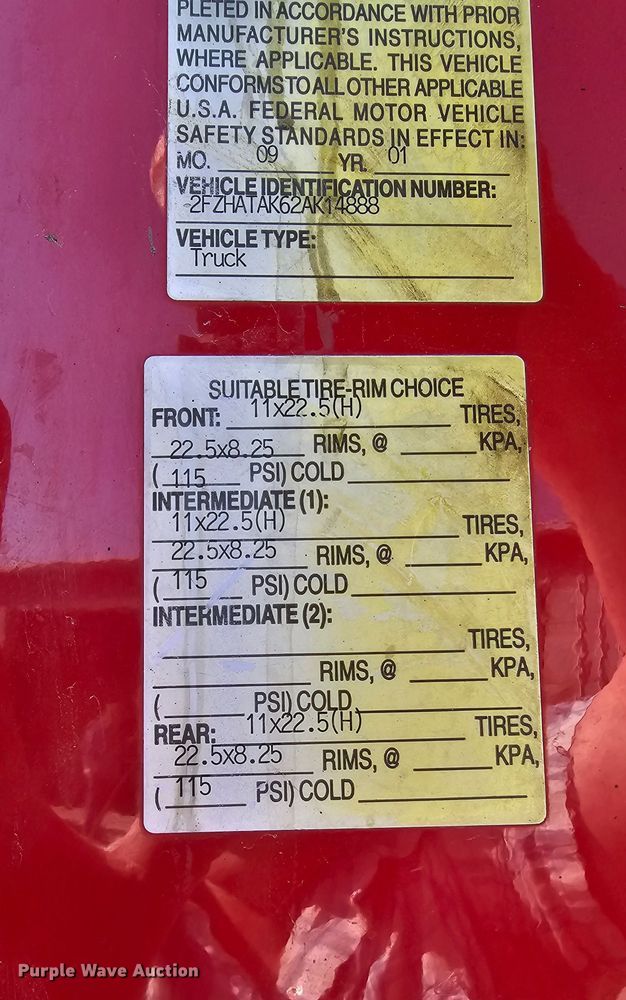 PLETED IN ACCORDANCE WITH PRIOR
MANUFACTURER'S INSTRUCTIONS,
WHERE APPLICABLE. THIS VEHICLE
CONFORMS TO ALL OTHER APPLICABLE
U.S.A. FEDERAL MOTOR VEHICLE
SAFETY STANDARDS IN EFFECT IN:
MO. 09 YR. 01
VEHICLE IDENTIFICATION NUMBER:
2FZHATAK62AK14888
VEHICLE TYPE:
Truck
SUITABLE TIRE-RIM CHOICE
FRONT: 11x22.5(H) TIRES,
22.5x8.25 RIMS, @ KPA,
( 115 PSI) COLD
INTERMEDIATE (1):
11x22.5(H) TIRES,
22.5x8.25 RIMS, @ KPA,
( 115 PSI) COLD
INTERMEDIATE (2):
TIRES,
RIMS, @ KPA,
( PSI) COLD
REAR: 11x22.5(H) TIRES,
22.5x8.25 RIMS, @ KPA,
( 115 PSI) COLD
Purple Wave Auction